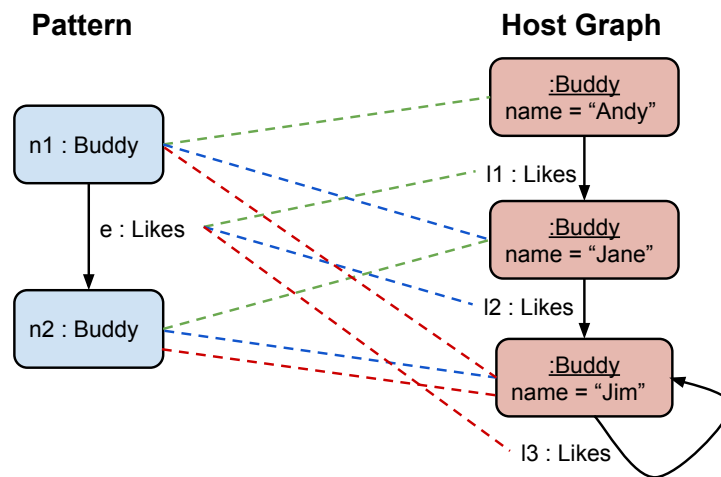 Pattern
Host Graph
n1 : Buddy
e : Likes
n2 : Buddy
:Buddy
name = “Andy”
l1 : Likes
:Buddy
name = “Jane”
l2 : Likes
:Buddy
name = “Jim”
l3 : Likes